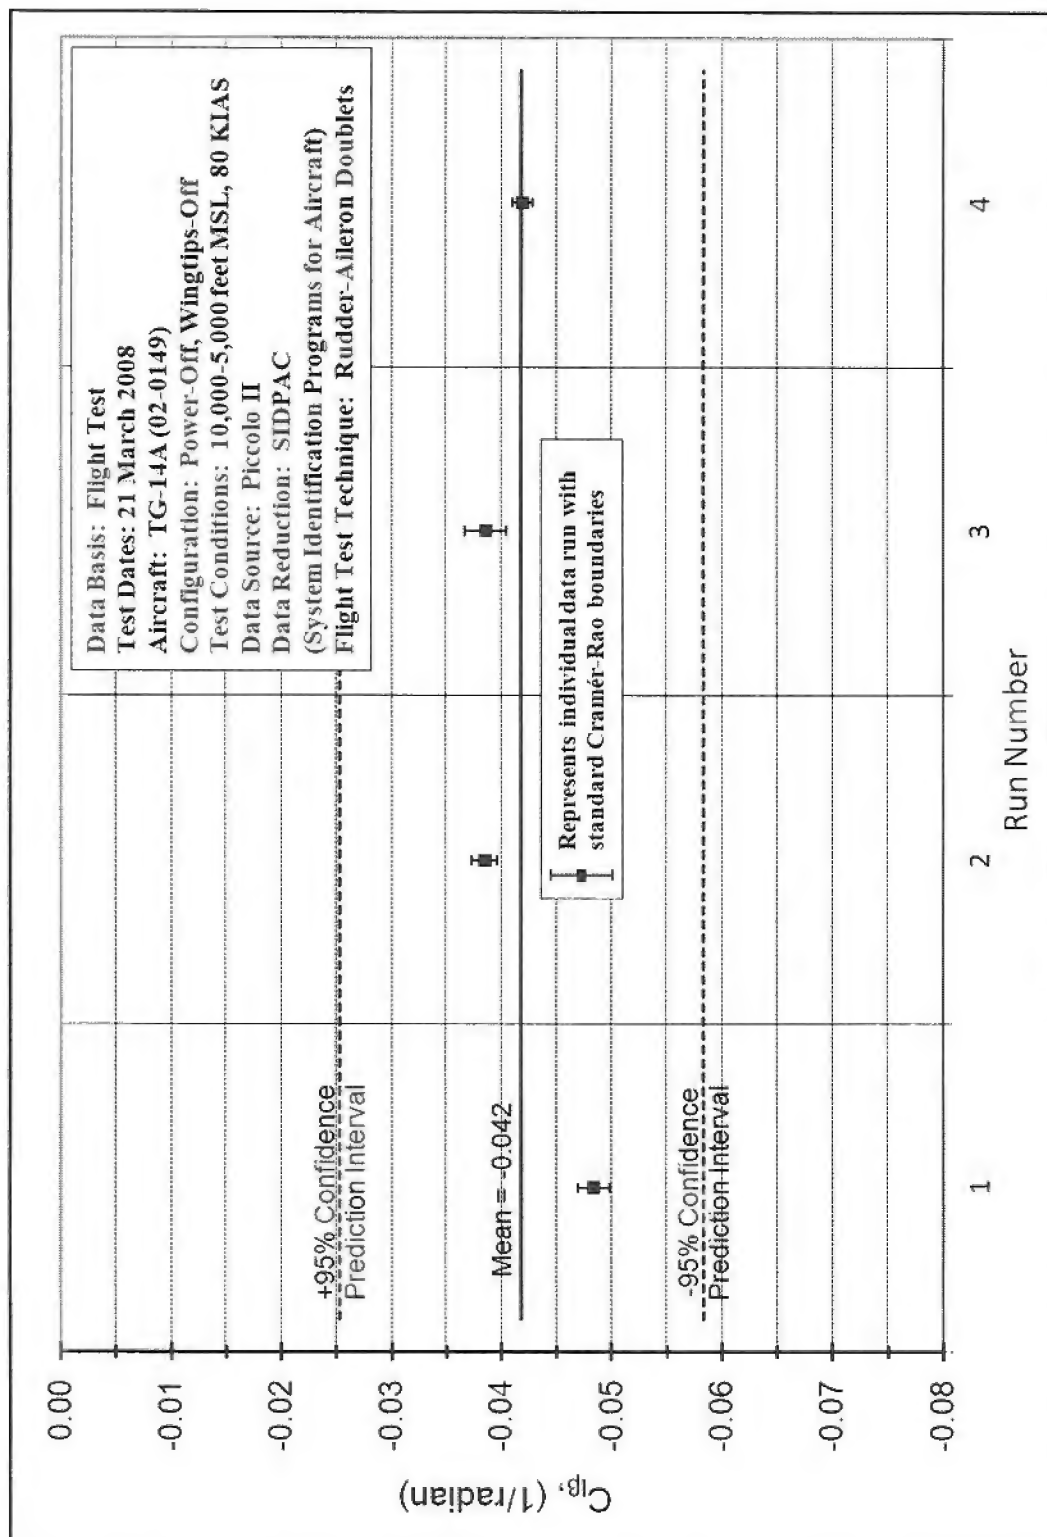 Data Basis: Flight Test
Test Dates: 21 March 2008
Aircraft: TG-14A (02-0149)
Configuration: Power-Off, Wingtips-Off
Test Conditions: 10,000-5,000 feet MSL, 80 KIAS
Data Source: Piccolo II
Data Reduction: SIDPAC
(System Identification Programs for Aircraft)
Flight Test Technique: Rudder-Aileron Doublets
+95% Confidence
Prediction Interval
Mean = -0.042
Represents individual data run with
standard Cramér-Rao boundaries
-95% Confidence
Prediction Interval
0.00
-0.01
-0.02
-0.03
-0.04
-0.05
-0.06
-0.07
-0.08
Clβ, (1/radian)
1
2
3
4
Run Number